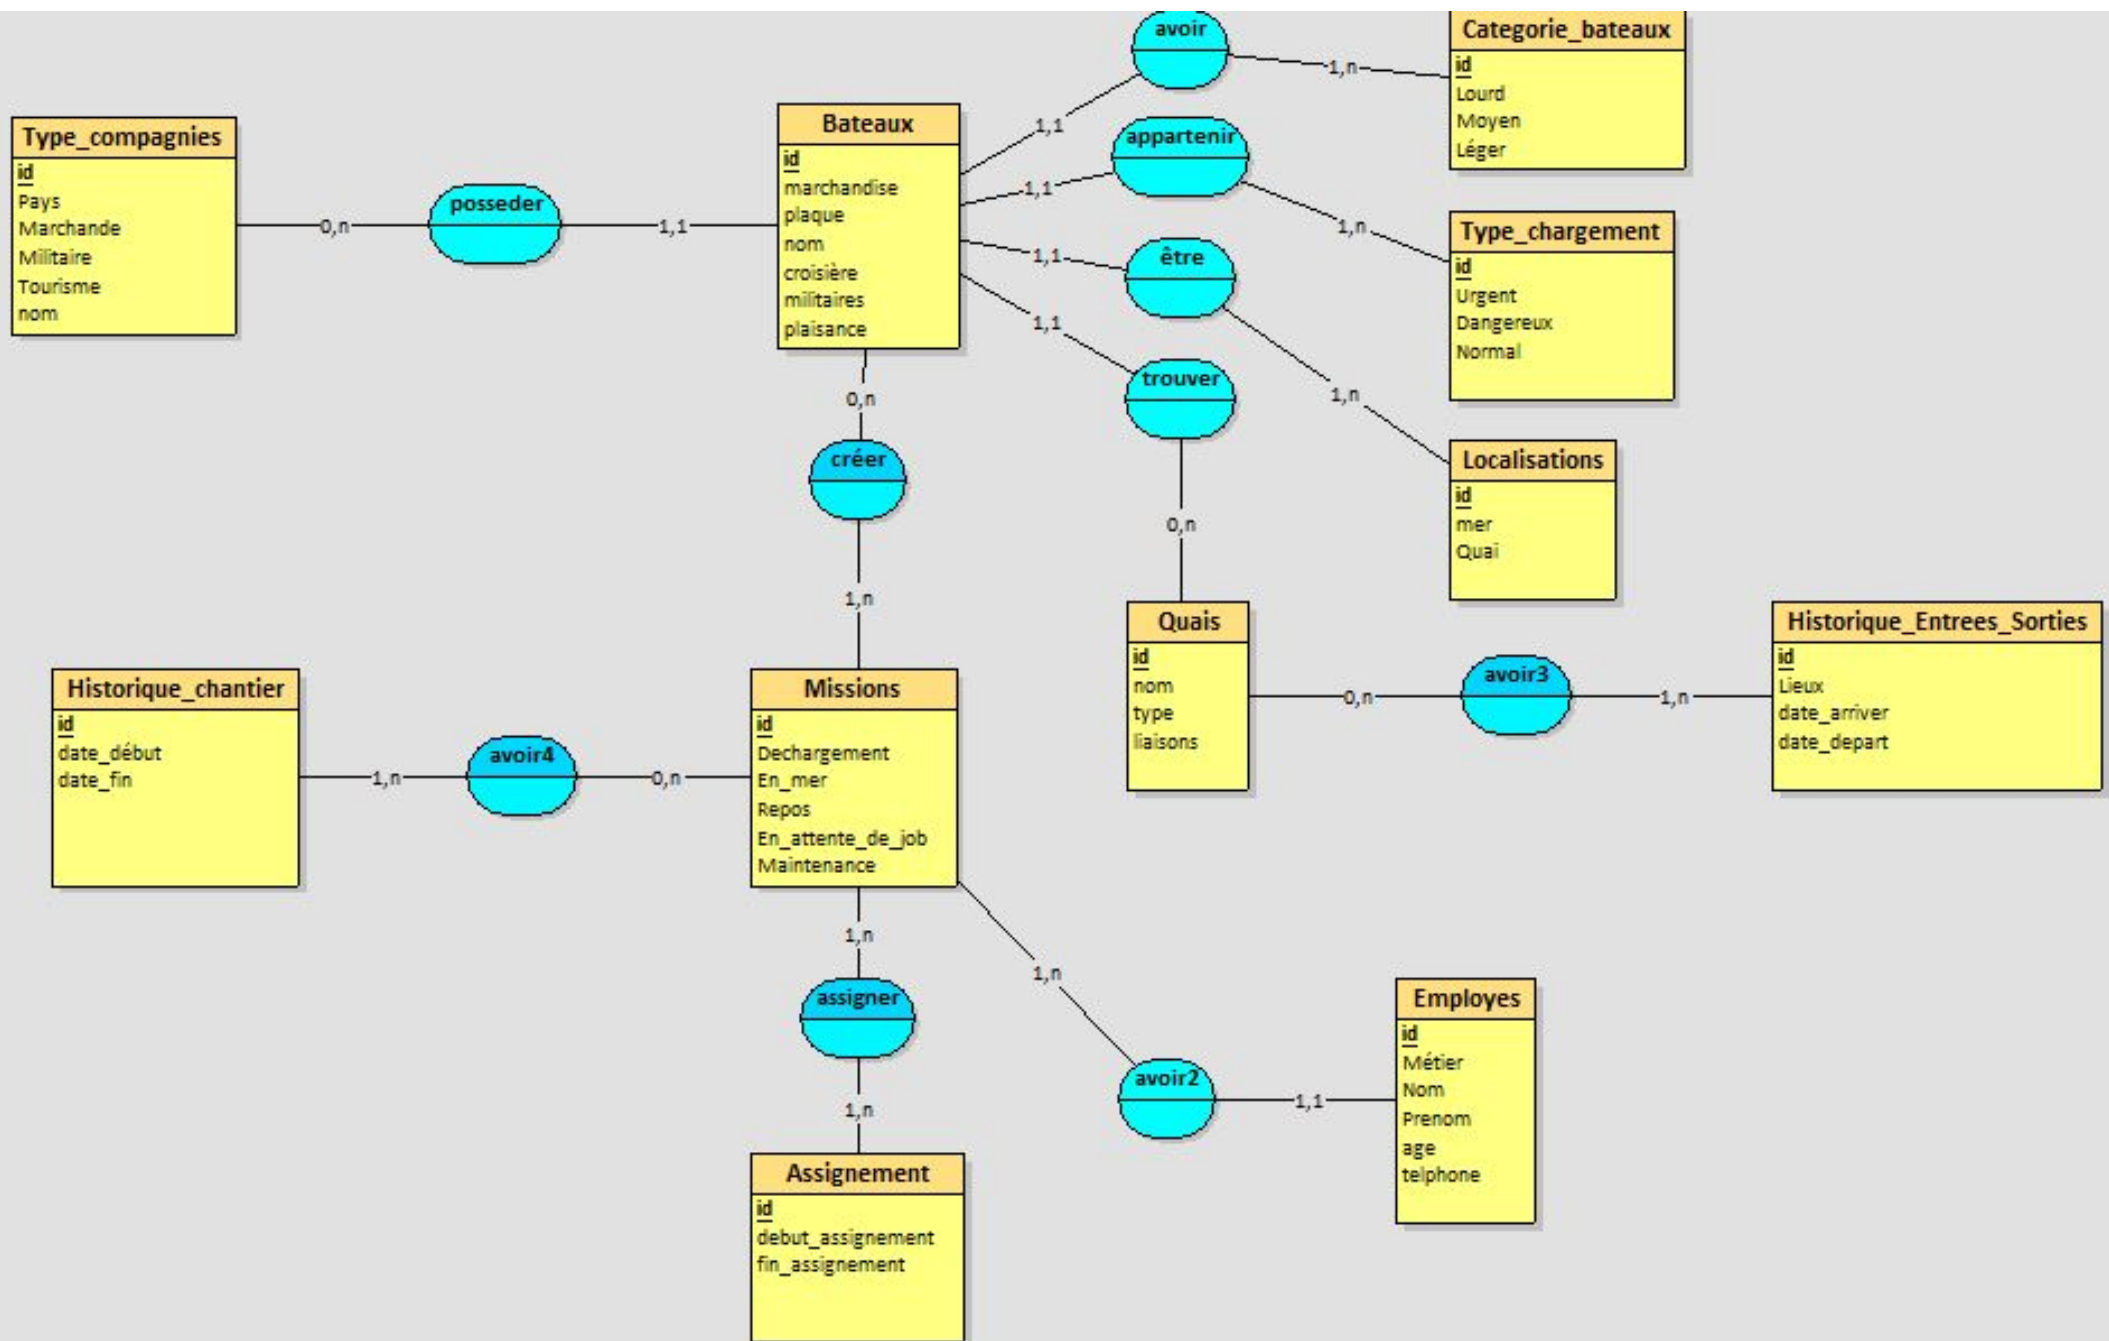 avoir
Categorie_bateaux
id
Lourd
Moyen
Léger
1,n
1,1
Type_compagnies
id
Pays
Marchande
Militaire
Tourisme
nom
0,n
posseder
1,1
Bateaux
id
marchandise
plaque
nom
croisière
militaires
plaisance
appartenir
1,1
1,n
Type_chargement
id
Urgent
Dangereux
Normal
être
1,1
1,n
trouver
1,1
0,n
Localisations
id
mer
Quai
0,n
créer
1,n
Quais
id
nom
type
liaisons
0,n
avoir3
1,n
Historique_Entrees_Sorties
id
Lieux
date_arriver
date_depart
Historique_chantier
id
date_début
date_fin
1,n
avoir4
0,n
Missions
id
Dechargement
En_mer
Repos
En_attente_de_job
Maintenance
1,n
assigner
1,n
1,n
avoir2
1,1
Employes
id
Métier
Nom
Prenom
age
telphone
Assignement
id
debut_assignement
fin_assignement